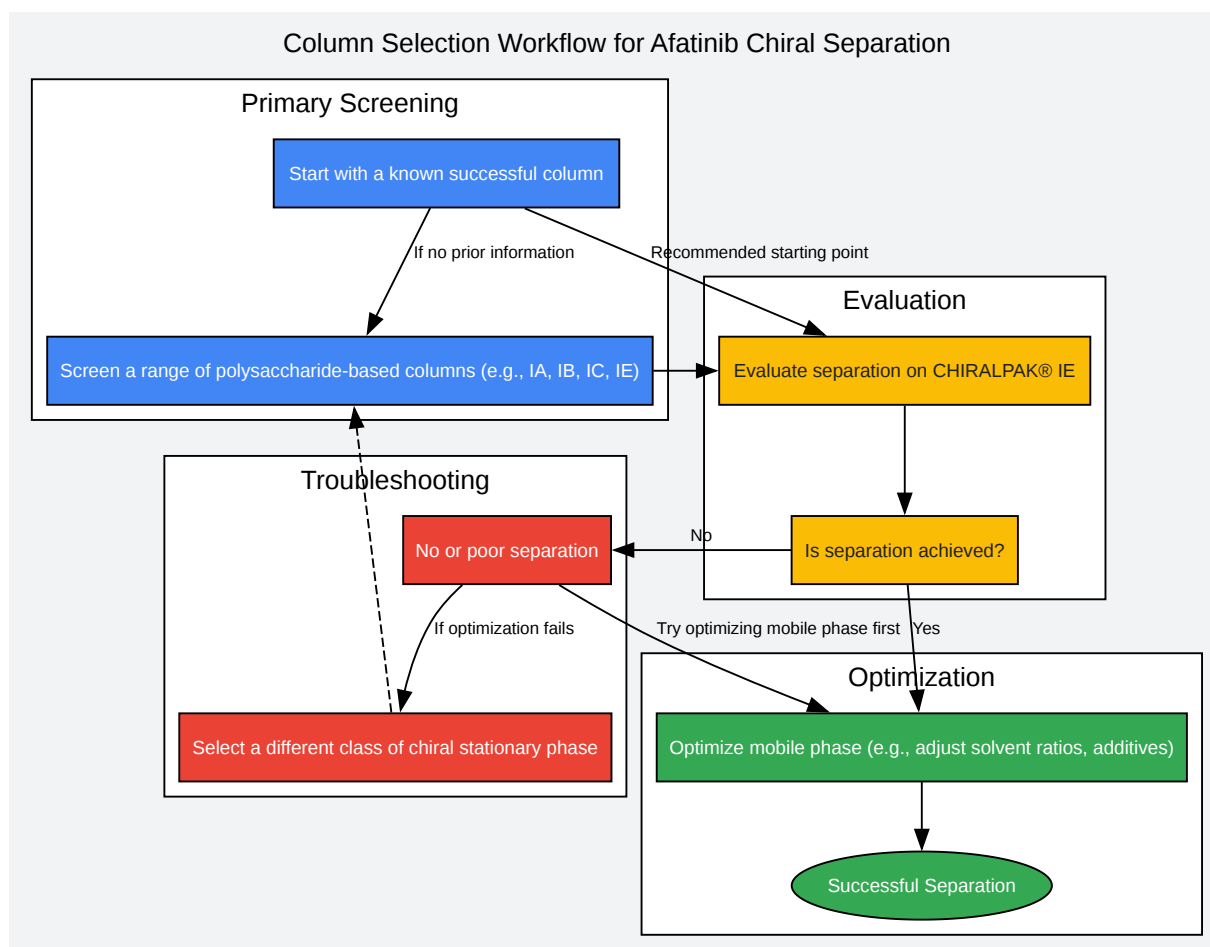 Column Selection Workflow for Afatinib Chiral Separation
Primary Screening
Start with a known successful column
If no prior information
Recommended starting point
Screen a range of polysaccharide-based columns (e.g., IA, IB, IC, IE)
Evaluation
Evaluate separation on CHIRALPAK® IE
Is separation achieved?
No
Yes
Troubleshooting
No or poor separation
If optimization fails
Try optimizing mobile phase first
Select a different class of chiral stationary phase
Optimization
Optimize mobile phase (e.g., adjust solvent ratios, additives)
Successful Separation